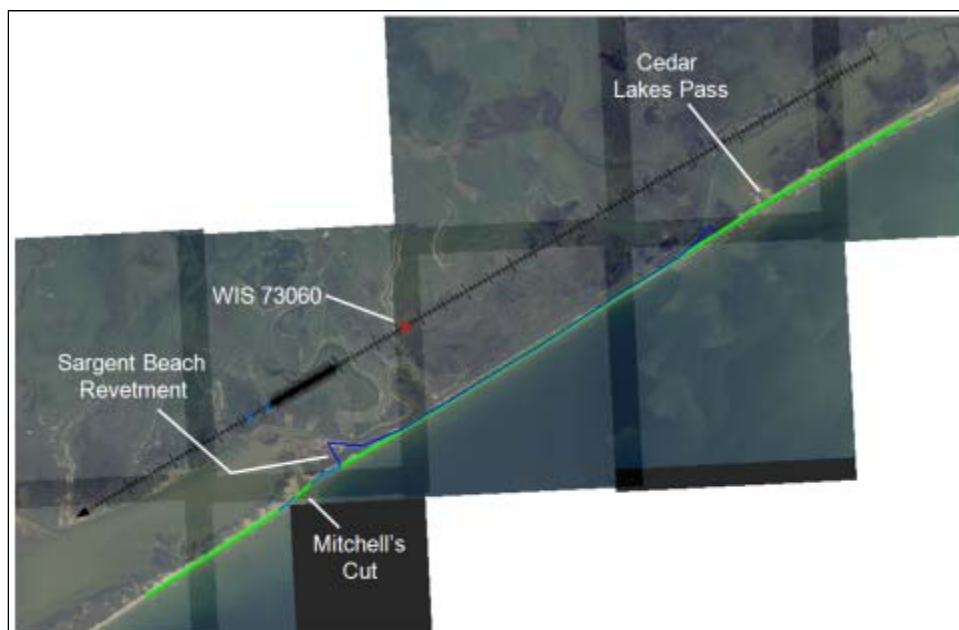 Cedar
Lakes Pass
WIS 73060
Sargent Beach
Revetment
Mitchell's
Cut